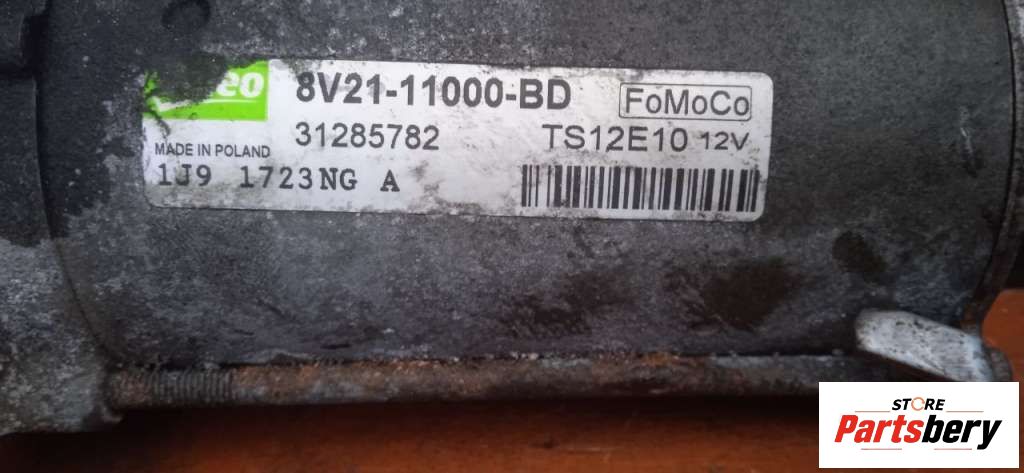 8V21-11000-BD FoMoCo
31285782 TS12E10 12V
MADE IN POLAND
1J9 1723NG A
STORE
Partsbery